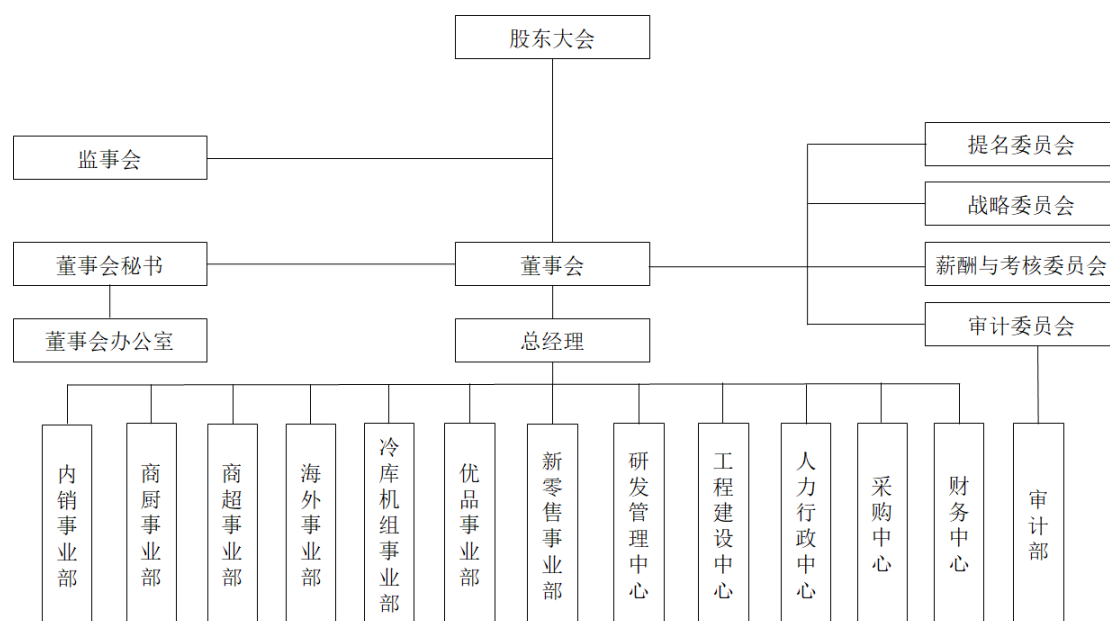 股东大会
监事会
提名委员会
战略委员会
董事会秘书
董事会
薪酬与考核委员会
董事会办公室
总经理
审计委员会
内销事业部
商厨事业部
商超事业部
海外事业部
冷库机组事业部
优品事业部
新零售事业部
研发管理中心
工程建设中心
人力行政中心
采购中心
财务中心
审计部